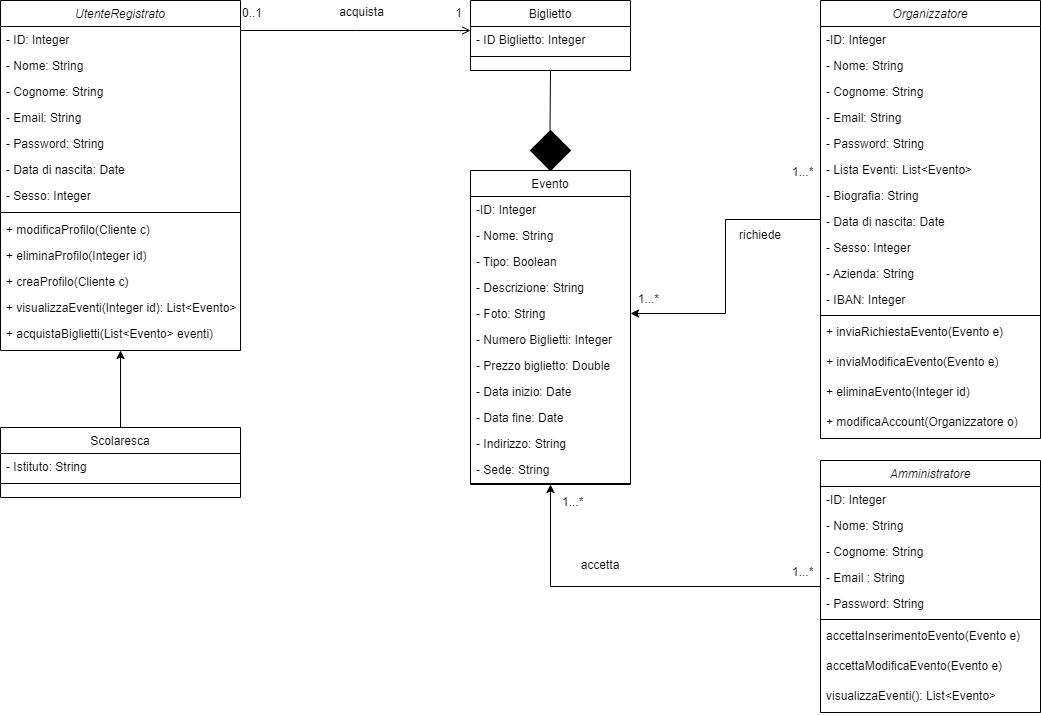 UtenteRegistrato
- ID: Integer
- Nome: String
- Cognome: String
- Email: String
- Password: String
- Data di nascita: Date
- Sesso: Integer
+ modificaProfilo(Cliente c)
+ eliminaProfilo(Integer id)
+ creaProfilo(Cliente c)
+ visualizzaEventi(Integer id): List<Evento>
+ acquistaBiglietti(List<Evento> eventi)
Scolaresca
- Istituto: String
0..1
acquista
1
Biglietto
- ID Biglietto: Integer
Evento
-ID: Integer
- Nome: String
- Tipo: Boolean
- Descrizione: String
- Foto: String
- Numero Biglietti: Integer
- Prezzo biglietto: Double
- Data inizio: Date
- Data fine: Date
- Indirizzo: String
- Sede: String
1...*
richiede
1...*
1...*
accetta
1...*
Organizzatore
-ID: Integer
- Nome: String
- Cognome: String
- Email: String
- Password: String
- Lista Eventi: List<Evento>
- Biografia: String
- Data di nascita: Date
- Sesso: Integer
- Azienda: String
- IBAN: Integer
+ inviaRichiestaEvento(Evento e)
+ inviaModificaEvento(Evento e)
+ eliminaEvento(Integer id)
+ modificaAccount(Organizzatore o)
Amministratore
-ID: Integer
- Nome: String
- Cognome: String
- Email : String
- Password: String
accettaInserimentoEvento(Evento e)
accettaModificaEvento(Evento e)
visualizzaEventi(): List<Evento>